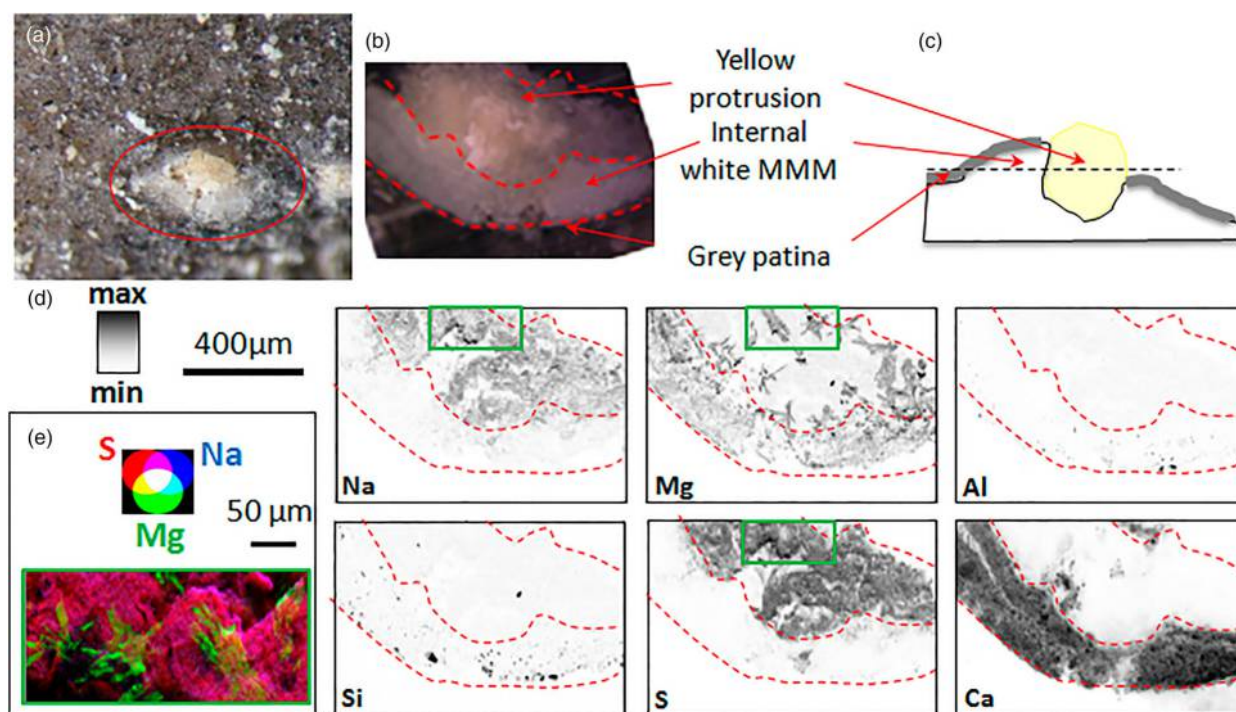 (a)
(b)
(c)
Yellow
protrusion
Internal
white MMM
Grey patina
(d)
max
min
400µm
(e)
S
Na
Mg
50 µm
Na
Mg
Al
Si
S
Ca